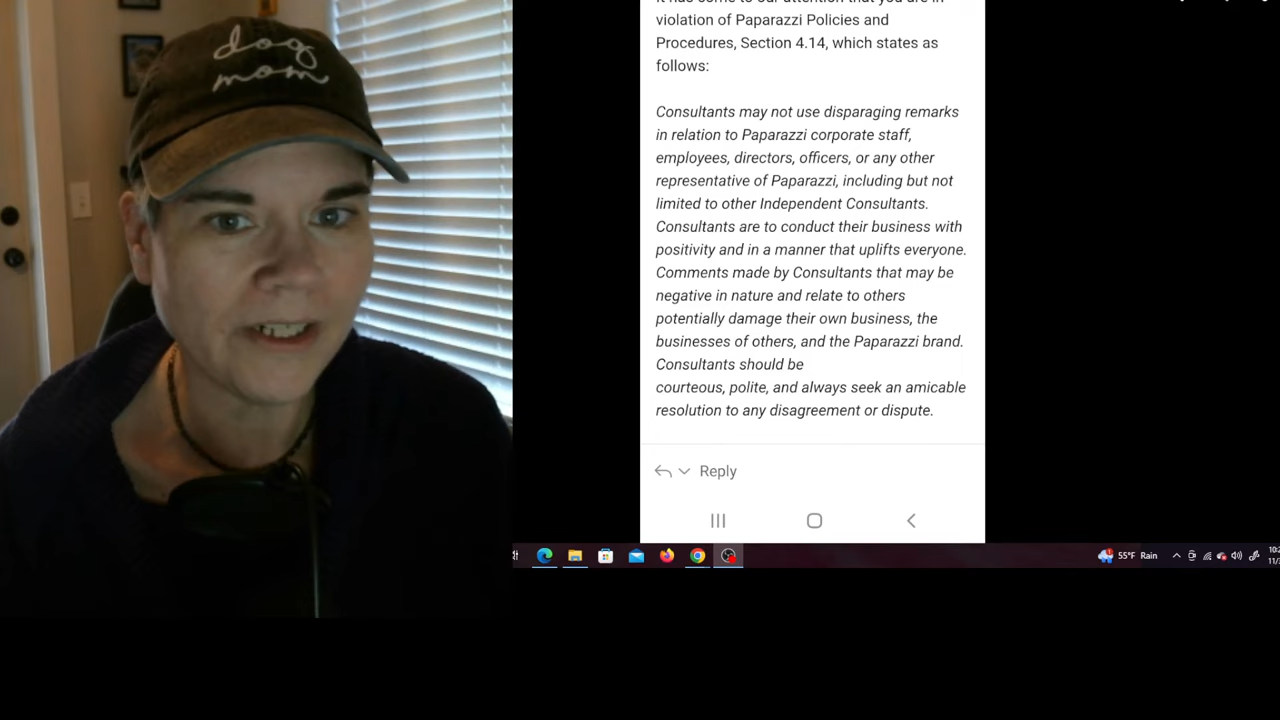 dog
mom
violation of Paparazzi Policies and
Procedures, Section 4.14, which states as
follows:
Consultants may not use disparaging remarks
in relation to Paparazzi corporate staff,
employees, directors, officers, or any other
representative of Paparazzi, including but not
limited to other Independent Consultants.
Consultants are to conduct their business with
positivity and in a manner that uplifts everyone.
Comments made by Consultants that may be
negative in nature and relate to others
potentially damage their own business, the
businesses of others, and the Paparazzi brand.
Consultants should be
courteous, polite, and always seek an amicable
resolution to any disagreement or dispute.
Reply
55°F Rain